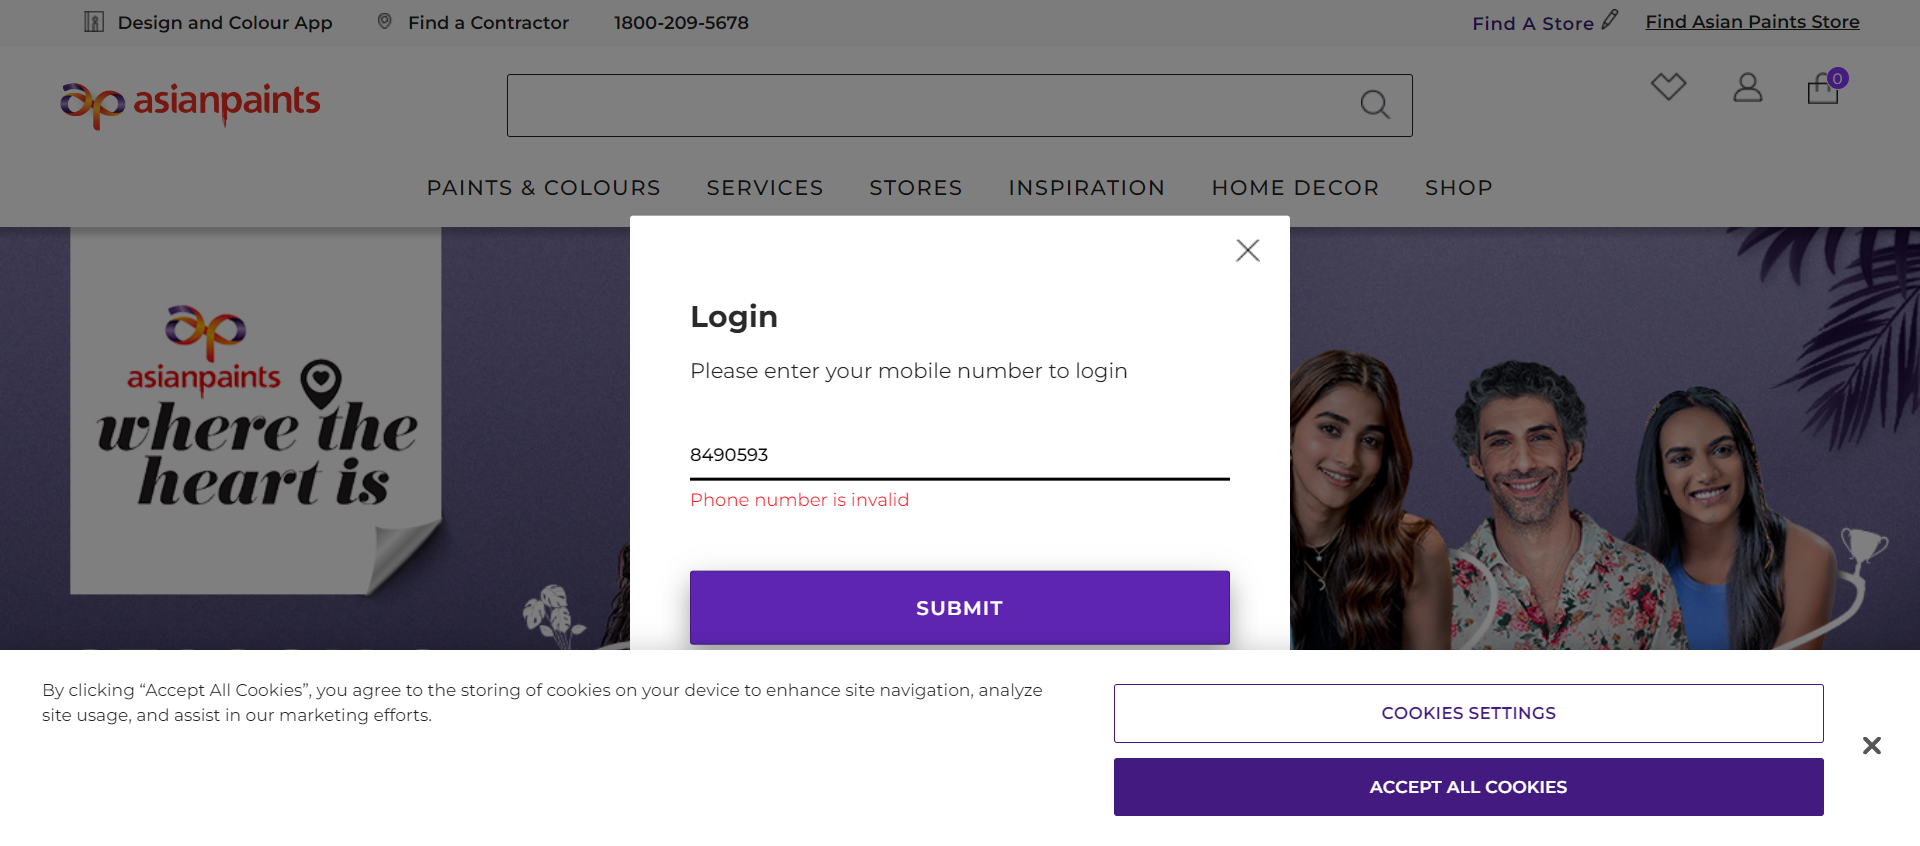 Design and Colour App
Find a Contractor
1800-209-5678
Find A Store
Find Asian Paints Store
asianpaints
0
PAINTS & COLOURS
SERVICES
STORES
INSPIRATION
HOME DECOR
SHOP
asianpaints
where the
heart is
Login
Please enter your mobile number to login
8490593
Phone number is invalid
SUBMIT
By clicking “Accept All Cookies”, you agree to the storing of cookies on your device to enhance site navigation, analyze
site usage, and assist in our marketing efforts.
COOKIES SETTINGS
ACCEPT ALL COOKIES